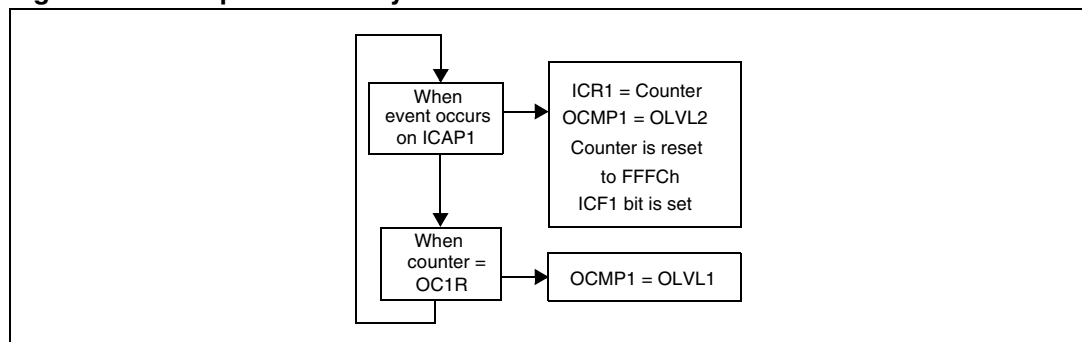 When
event occurs
on ICAP1
ICR1 = Counter
OCMP1 = OLVL2
Counter is reset
to FFFCh
ICF1 bit is set
When
counter =
OC1R
OCMP1 = OLVL1